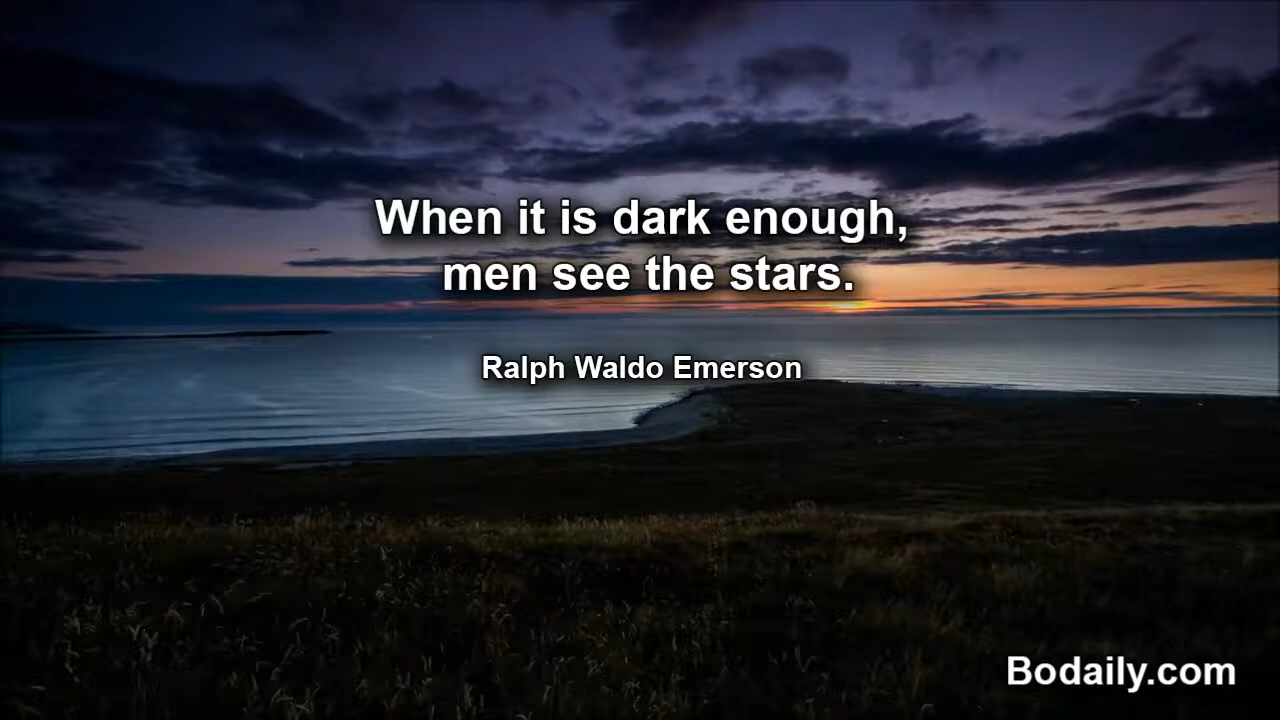 When it is dark enough,
men see the stars.
Ralph Waldo Emerson
Bodaily.com